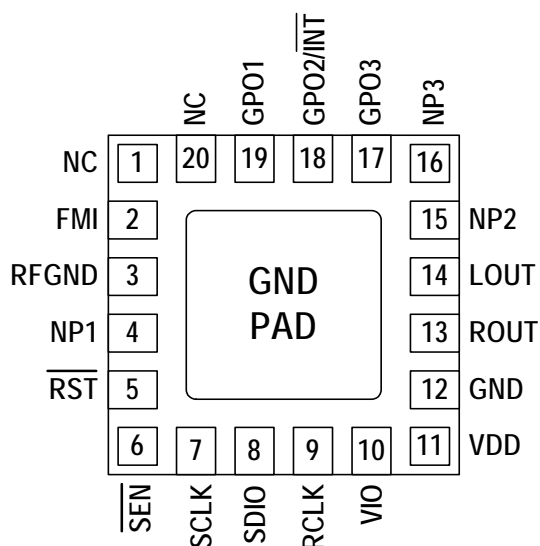 NC
GPO1
GPO2/INT
GPO3
NP3
NC
1
20
19
18
17
16
FMI
2
15
NP2
RFGND
3
14
LOUT
GND
PAD
NP1
4
13
ROUT
RST
5
12
GND
6
7
8
9
10
11
VDD
SEN
SCLK
SDIO
RCLK
VIO